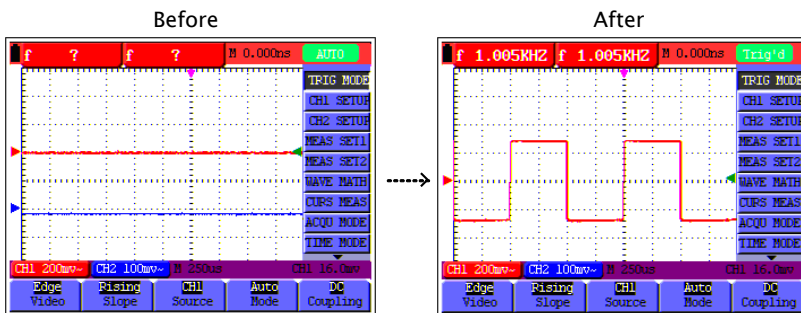 Before
f ? f ? M 0.000ns AUTO
TRIG MODE
CH1 SETUP
CH2 SETUP
MEAS SET1
MEAS SET2
WAVE MATH
CURS MEAS
ACQU MODE
TIME MODE
CH1 200mv~ CH2 100mv~ M 250us CH1 16.0mv
Edge Rising CH1 Auto DC
Video Slope Source Mode Coupling
After
f 1.005KHZ f 1.005KHZ M 0.000ns Trig'd
TRIG MODE
CH1 SETUP
CH2 SETUP
MEAS SET1
MEAS SET2
WAVE MATH
CURS MEAS
ACQU MODE
TIME MODE
CH1 200mv~ CH2 100mv~ M 250us CH1 16.0mv
Edge Rising CH1 Auto DC
Video Slope Source Mode Coupling